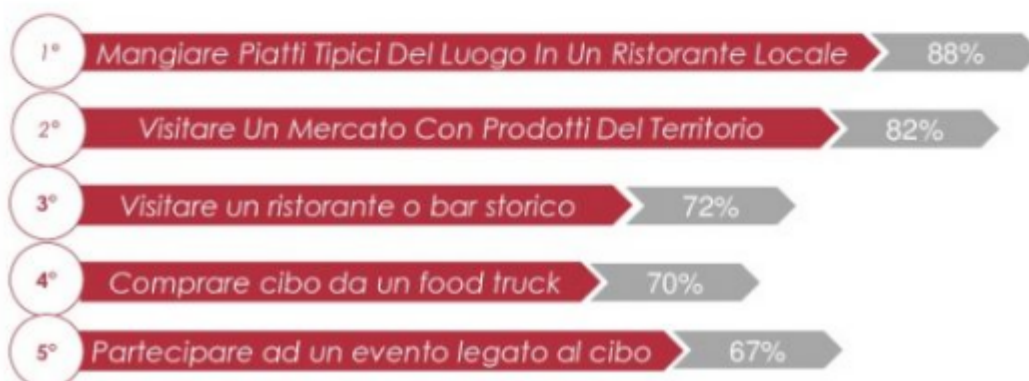 1° Mangiare Piatti Tipici Del Luogo In Un Ristorante Locale 88%
2° Visitare Un Mercato Con Prodotti Del Territorio 82%
3° Visitare un ristorante o bar storico 72%
4° Comprare cibo da un food truck 70%
5° Partecipare ad un evento legato al cibo 67%